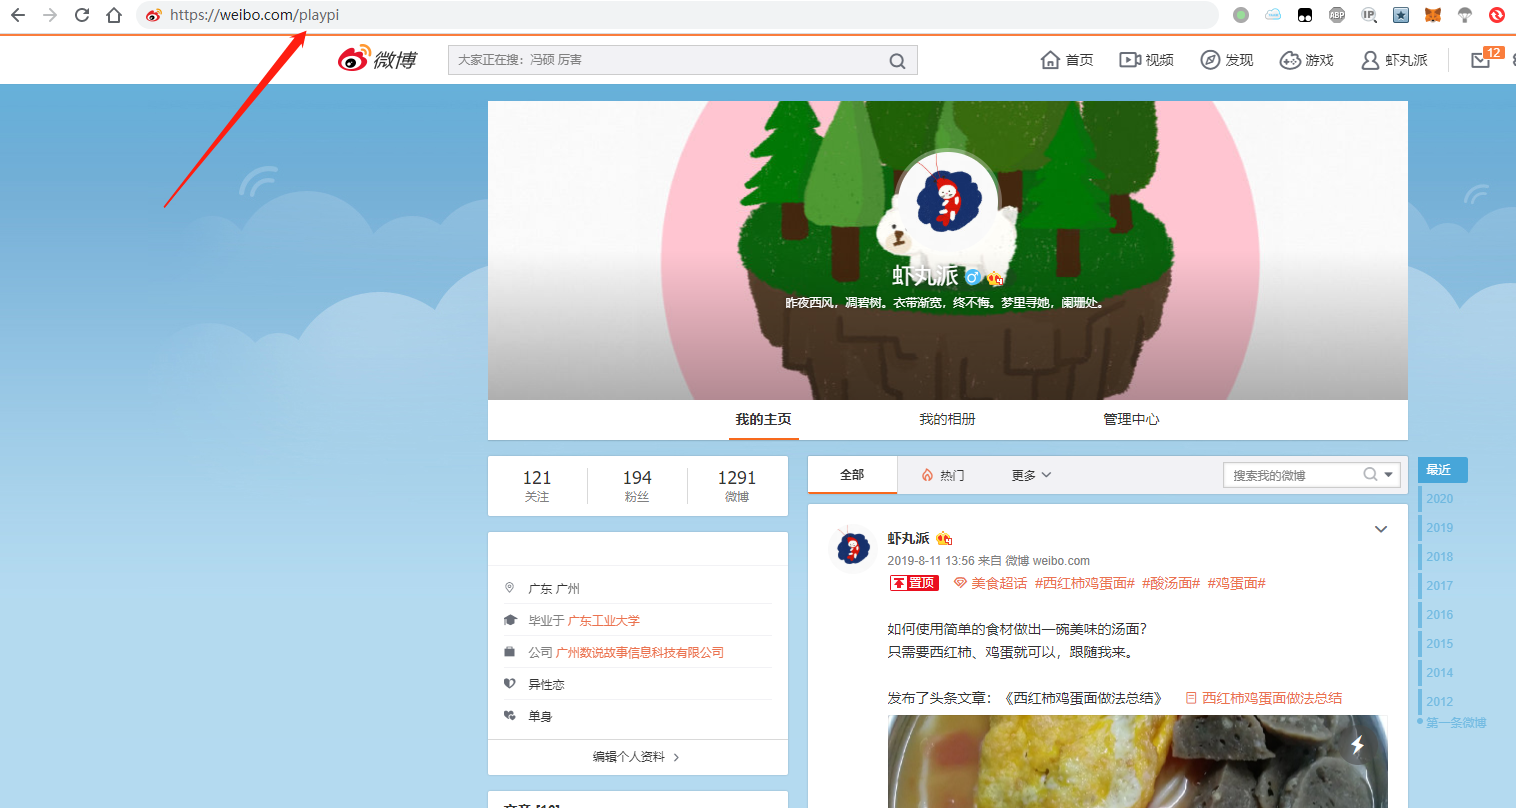 https://weibo.com/playpi
ABP
IP
微博
大家正在搜：冯硕 厉害
首页
视频
发现
游戏
虾丸派
12
虾丸派
昨夜西风，凋碧树。衣带渐宽，终不悔。梦里寻她，阑珊处。
我的主页
我的相册
管理中心
121
关注
194
粉丝
1291
微博
广东 广州
毕业于 广东工业大学
公司 广州数说故事信息科技有限公司
异性恋
单身
编辑个人资料
全部
热门
更多
搜索我的微博
虾丸派
2019-8-11 13:56 来自 微博 weibo.com
置顶 美食超话 #西红柿鸡蛋面# #酸汤面# #鸡蛋面#
如何使用简单的食材做出一碗美味的汤面？
只需要西红柿、鸡蛋就可以，跟随我来。
发布了头条文章：《西红柿鸡蛋面做法总结》 西红柿鸡蛋面做法总结
最近
2020
2019
2018
2017
2016
2015
2014
2012
第一条微博